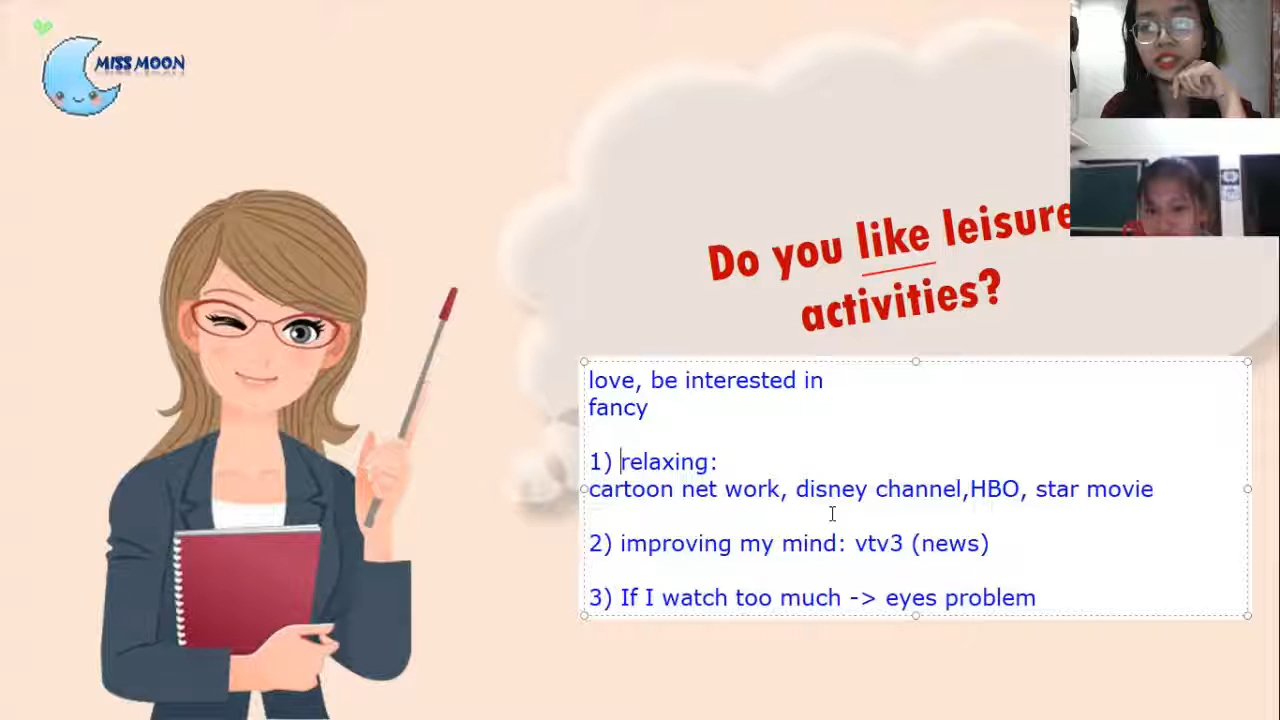 MISS MOON
Do you like leisure
activities?
love, be interested in
fancy
1) relaxing:
cartoon net work, disney channel,HBO, star movie
2) improving my mind: vtv3 (news)
3) If I watch too much -> eyes problem